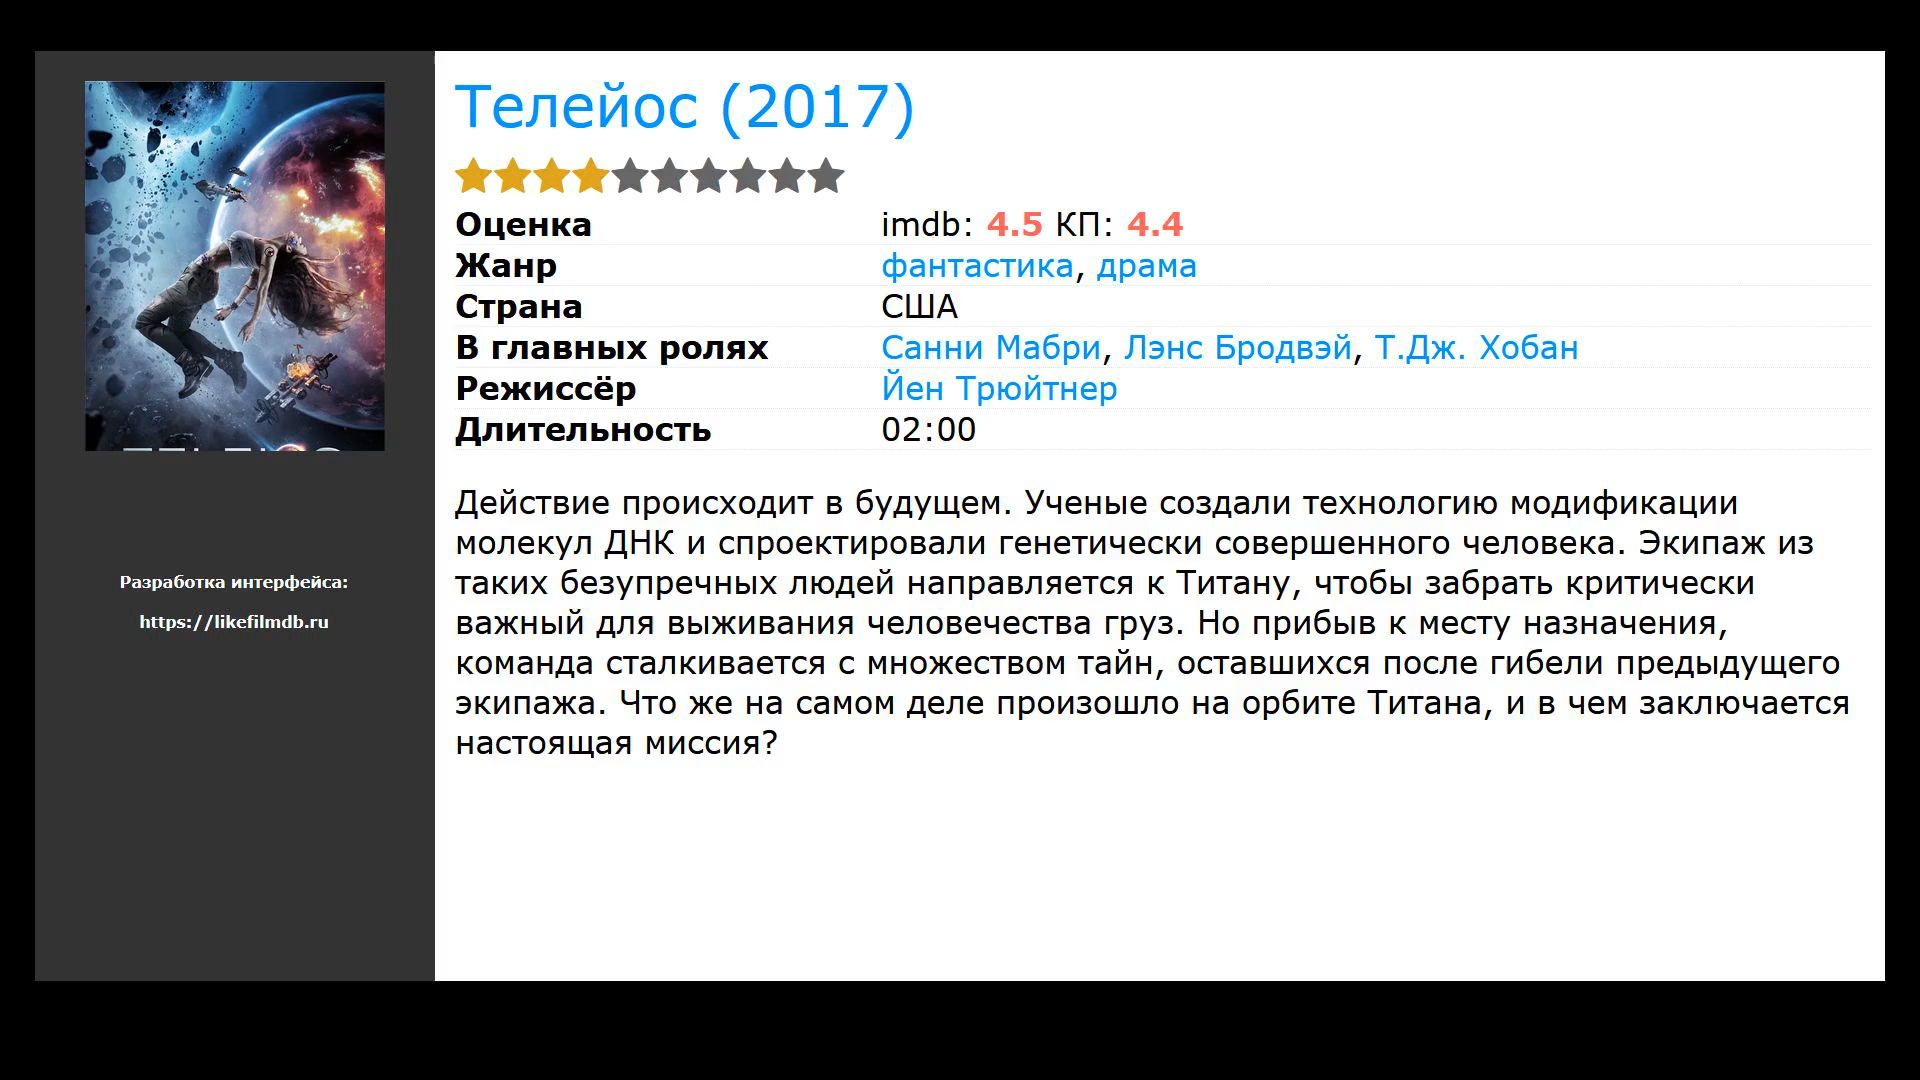 Телейос (2017)
Оценка imdb: 4.5 КП: 4.4
Жанр фантастика, драма
Страна США
В главных ролях Санни Мабри, Лэнс Бродвэй, Т.Дж. Хобан
Режиссёр Йен Трюйтнер
Длительность 02:00
Действие происходит в будущем. Ученые создали технологию модификации
молекул ДНК и спроектировали генетически совершенного человека. Экипаж из
таких безупречных людей направляется к Титану, чтобы забрать критически
важный для выживания человечества груз. Но прибыв к месту назначения,
команда сталкивается с множеством тайн, оставшихся после гибели предыдущего
экипажа. Что же на самом деле произошло на орбите Титана, и в чем заключается
настоящая миссия?
Разработка интерфейса:
https://likefilmdb.ru